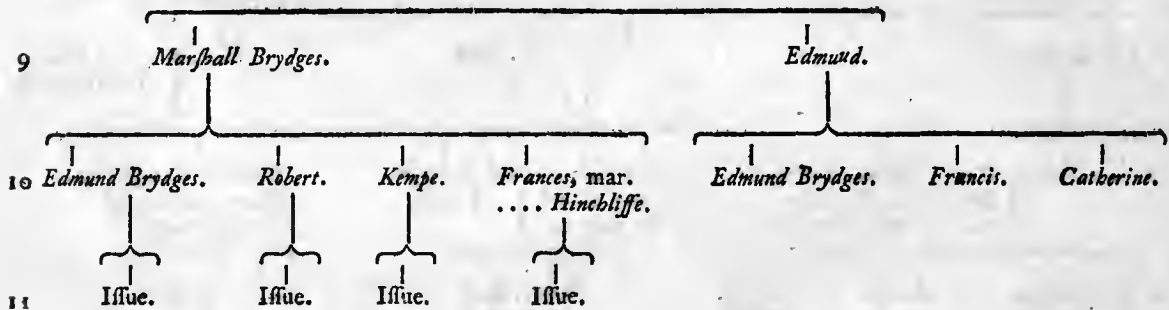 9 Marſhall Brydges. Edmuud.
10 Edmund Brydges. Robert. Kempe. Frances, mar. Edmund Brydges. Francis. Catherine.
.... Hinchliffe.
11 Iſſue. Iſſue. Iſſue. Iſſue.